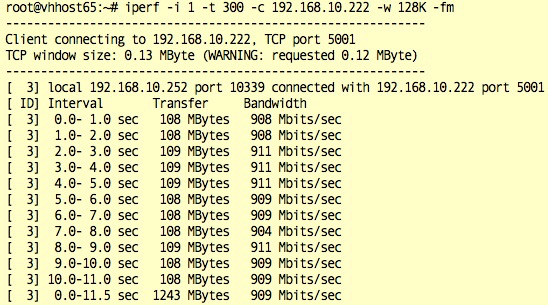 root@vhhost65:~# iperf -i 1 -t 300 -c 192.168.10.222 -w 128K -fm
------------------------------------------------------------
Client connecting to 192.168.10.222, TCP port 5001
TCP window size: 0.13 MByte (WARNING: requested 0.12 MByte)
------------------------------------------------------------
[  3] local 192.168.10.252 port 10339 connected with 192.168.10.222 port 5001
[ ID] Interval       Transfer     Bandwidth
[  3]  0.0- 1.0 sec   108 MBytes   908 Mbits/sec
[  3]  1.0- 2.0 sec   108 MBytes   908 Mbits/sec
[  3]  2.0- 3.0 sec   109 MBytes   911 Mbits/sec
[  3]  3.0- 4.0 sec   109 MBytes   911 Mbits/sec
[  3]  4.0- 5.0 sec   109 MBytes   911 Mbits/sec
[  3]  5.0- 6.0 sec   108 MBytes   909 Mbits/sec
[  3]  6.0- 7.0 sec   108 MBytes   909 Mbits/sec
[  3]  7.0- 8.0 sec   108 MBytes   904 Mbits/sec
[  3]  8.0- 9.0 sec   109 MBytes   911 Mbits/sec
[  3]  9.0-10.0 sec   108 MBytes   909 Mbits/sec
[  3] 10.0-11.0 sec   108 MBytes   909 Mbits/sec
[  3]  0.0-11.5 sec  1243 MBytes   909 Mbits/sec